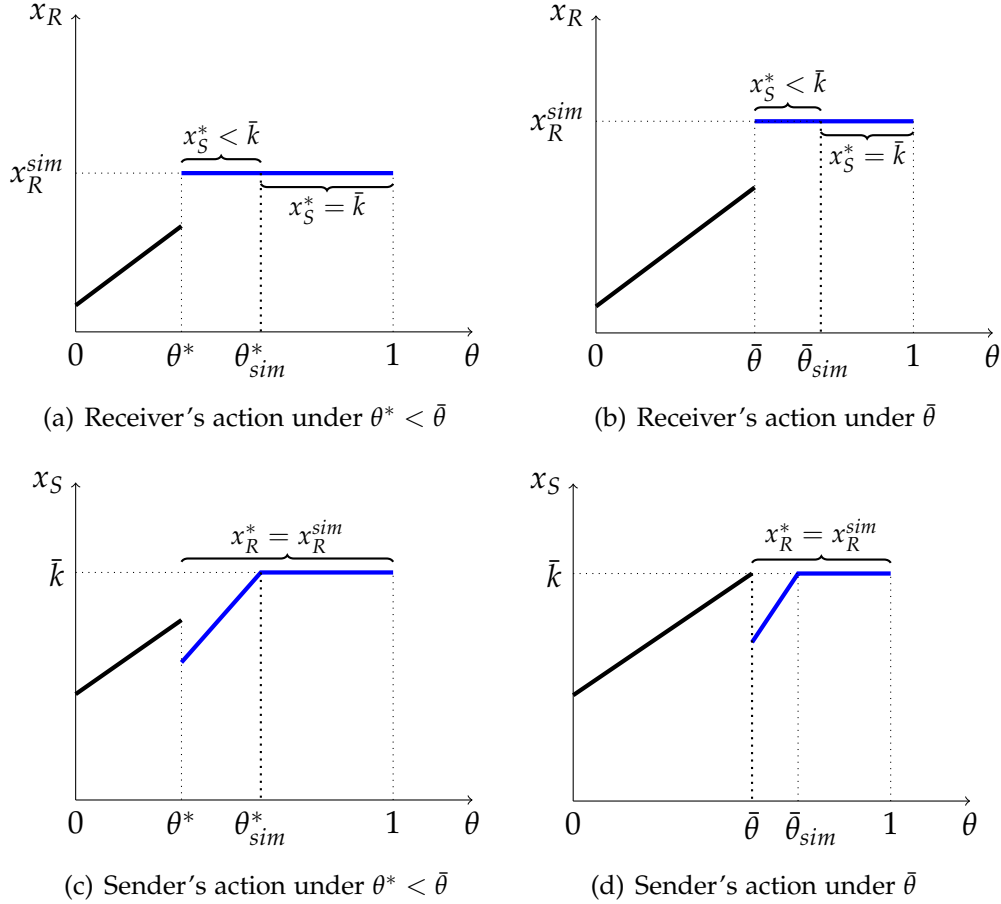 x_R
x_S^* < \bar{k}
x_R^{sim}
x_S^* = \bar{k}
0 θ^* θ_{sim}^* 1 θ
(a) Receiver's action under θ^* < \bar{θ}
x_R
x_S^* < \bar{k}
x_R^{sim}
x_S^* = \bar{k}
0 \bar{θ} \bar{θ}_{sim} 1 θ
(b) Receiver's action under \bar{θ}
x_S
x_R^* = x_R^{sim}
\bar{k}
0 θ^* θ_{sim}^* 1 θ
(c) Sender's action under θ^* < \bar{θ}
x_S
x_R^* = x_R^{sim}
\bar{k}
0 \bar{θ} \bar{θ}_{sim} 1 θ
(d) Sender's action under \bar{θ}